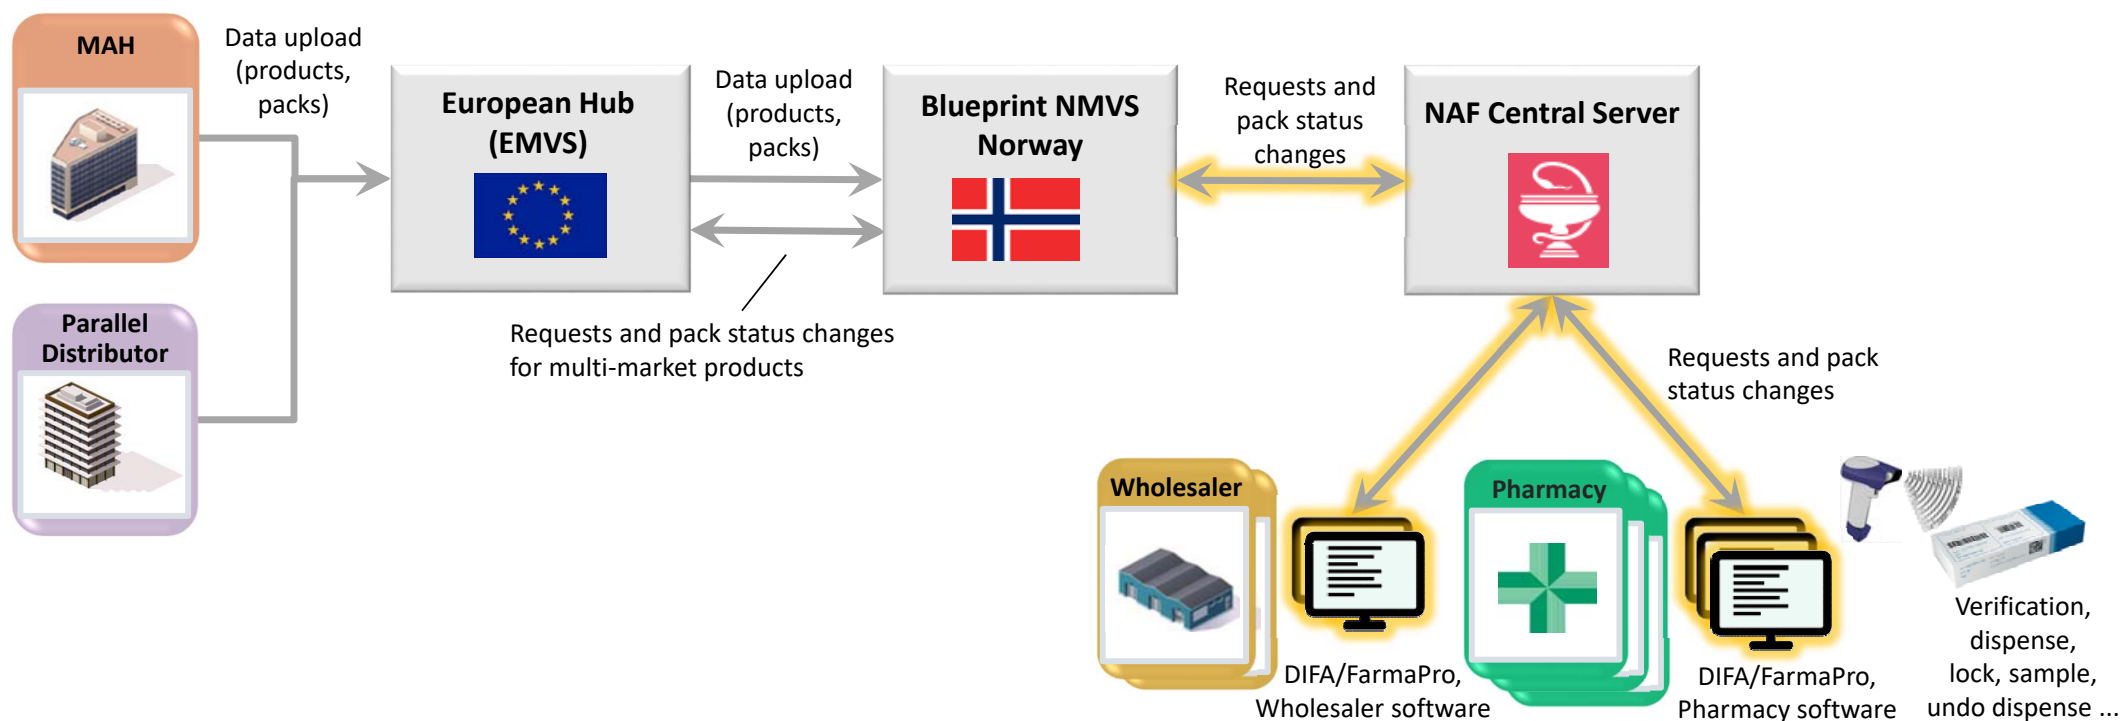 MAH
Data upload
(products,
packs)
European Hub
(EMVS)
Data upload
(products,
packs)
Blueprint NMVS
Norway
Requests and
pack status
changes
NAF Central Server
Parallel
Distributor
Requests and pack status changes
for multi-market products
Requests and pack
status changes
Wholesaler
Pharmacy
DIFA/FarmaPro,
Wholesaler software
DIFA/FarmaPro,
Pharmacy software
Verification,
dispense,
lock, sample,
undo dispense ...